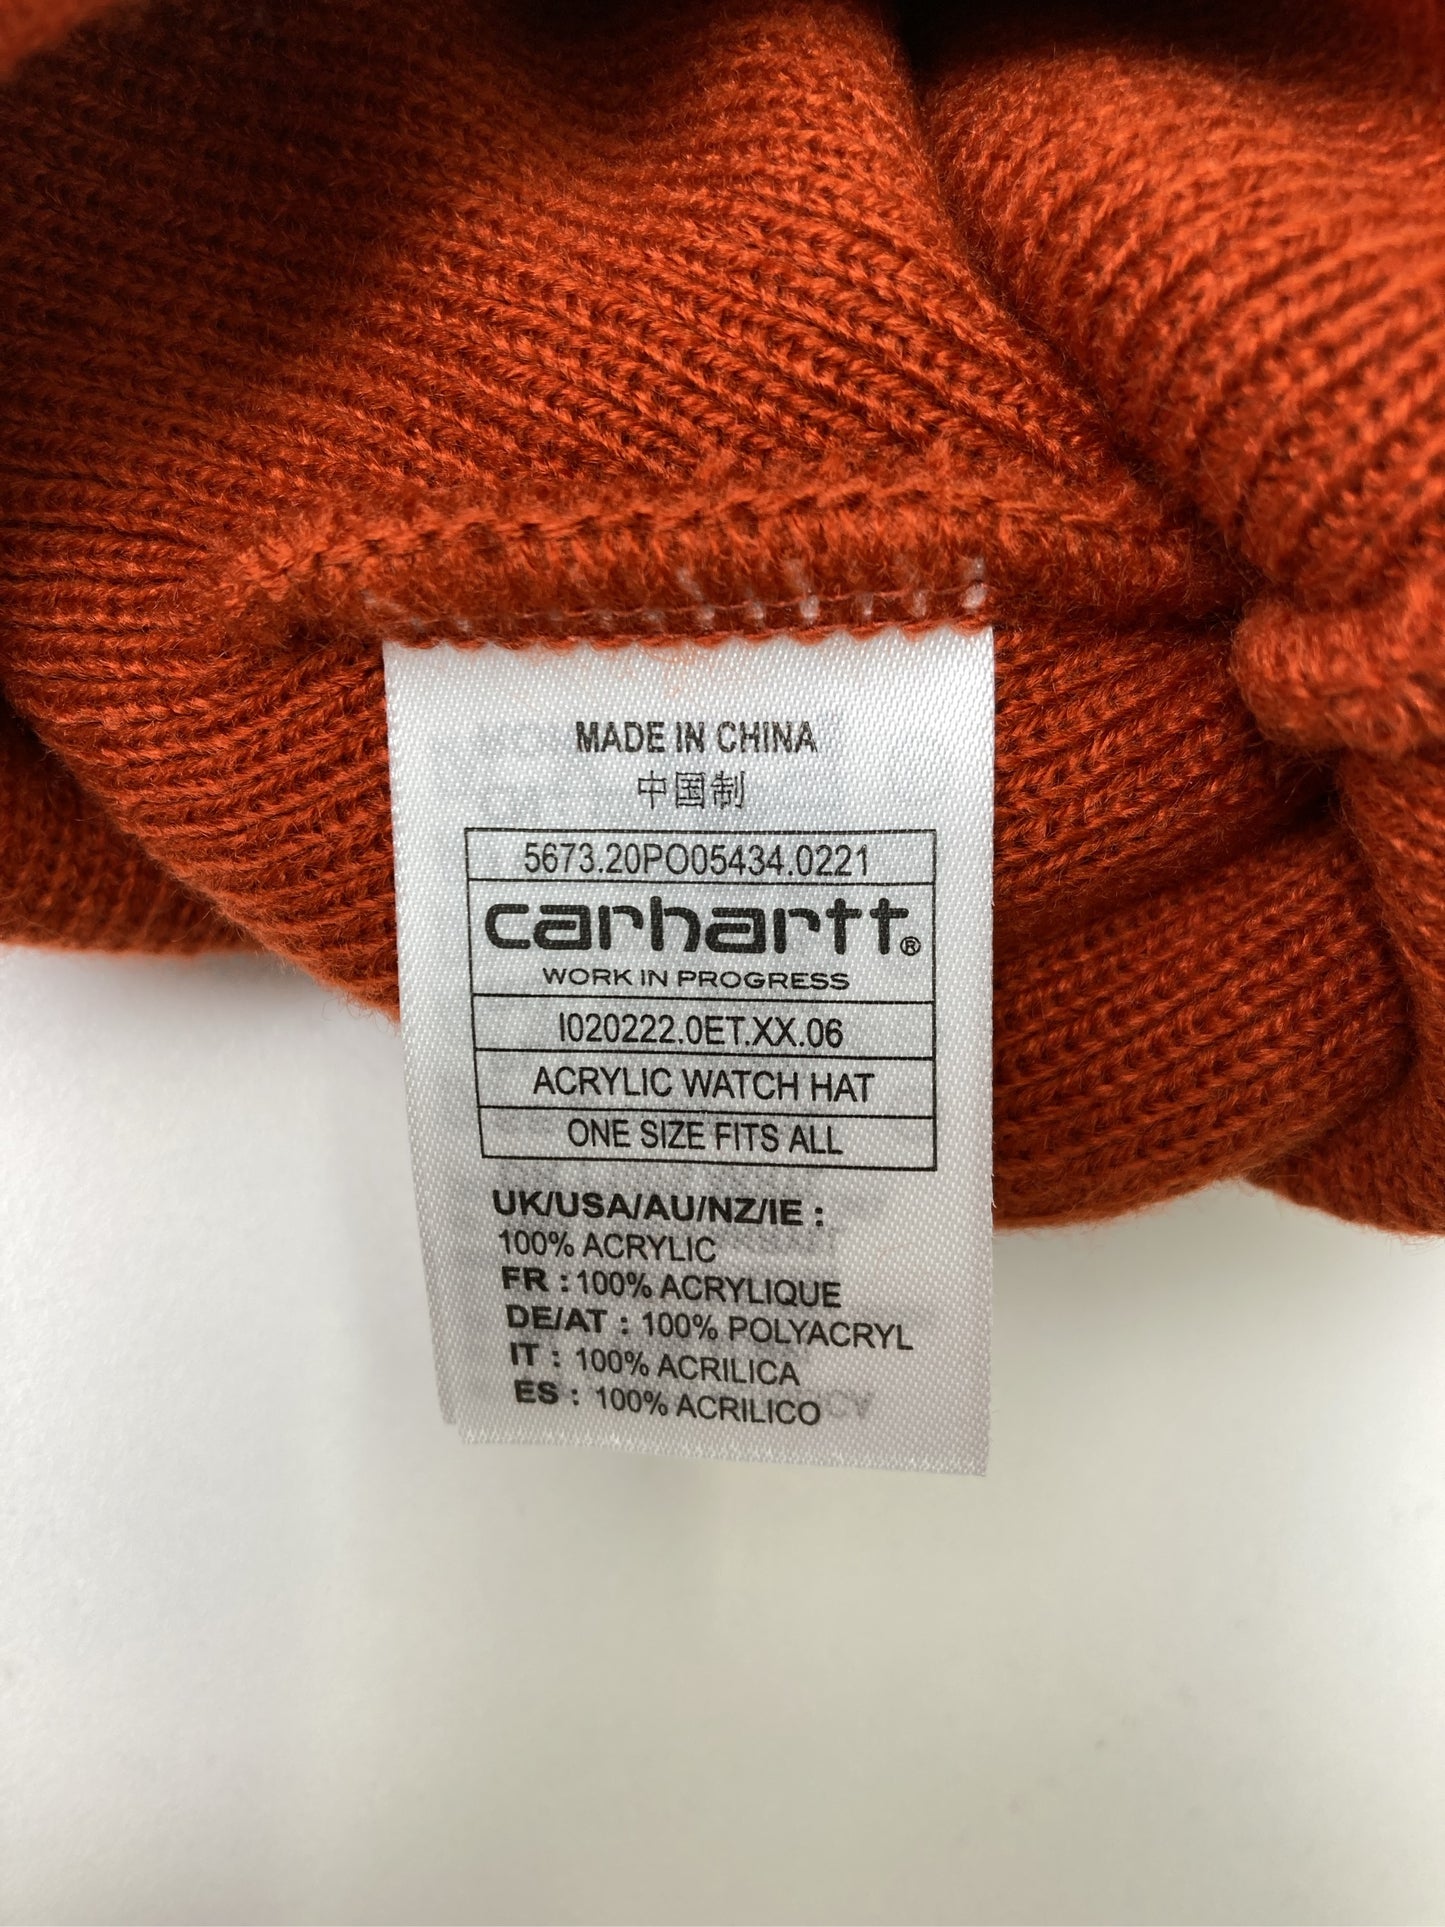 MADE IN CHINA
中国制
5673.20PO05434.0221
carhartt®
WORK IN PROGRESS
I020222.0ET.XX.06
ACRYLIC WATCH HAT
ONE SIZE FITS ALL
UK/USA/AU/NZ/IE :
100% ACRYLIC
FR : 100% ACRYLIQUE
DE/AT : 100% POLYACRYL
IT : 100% ACRILICA
ES : 100% ACRILICO